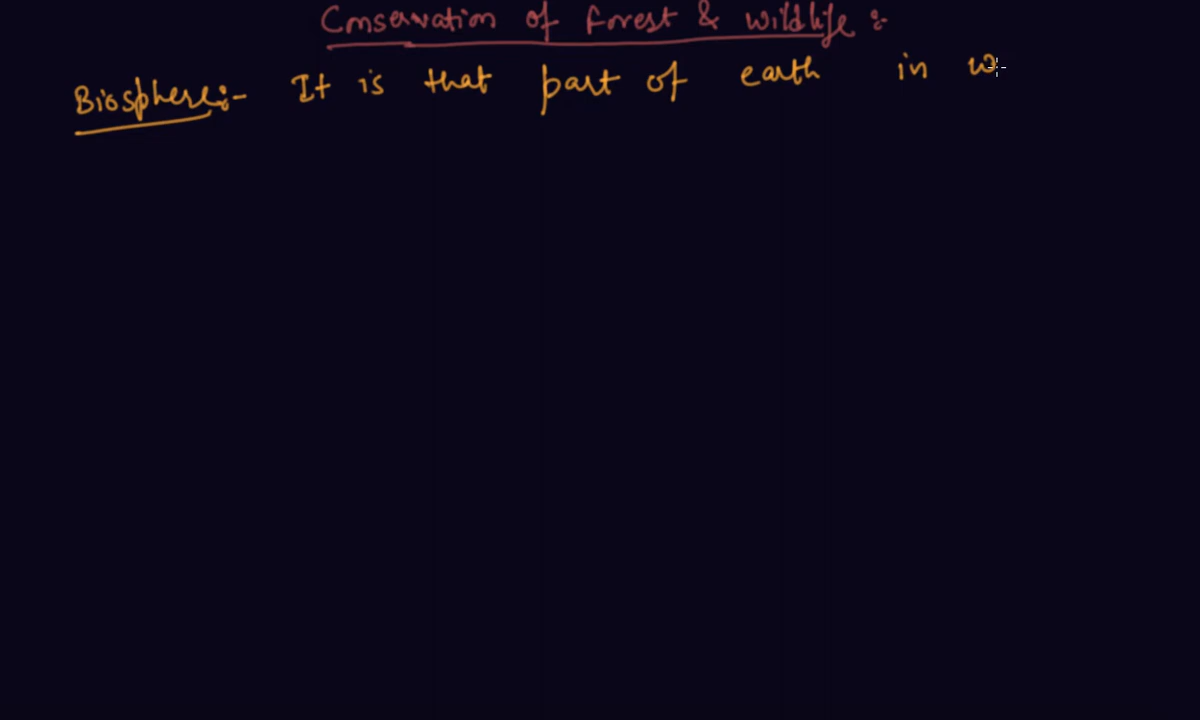 Conservation of forest & wildlife :-
Biosphere:- It is that part of earth in w